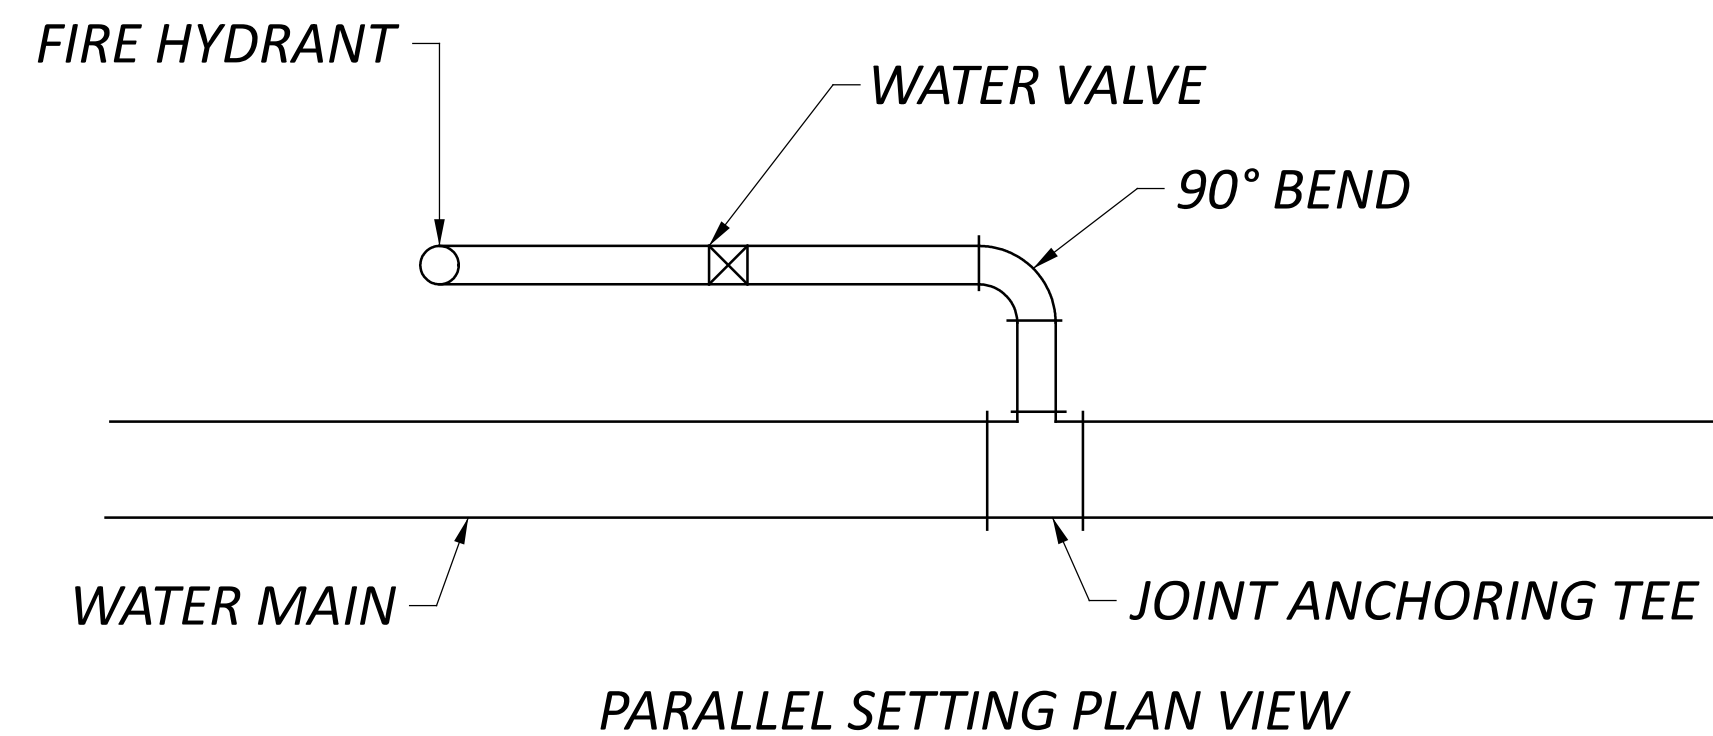 FIRE HYDRANT
WATER VALVE
90° BEND
WATER MAIN
JOINT ANCHORING TEE
PARALLEL SETTING PLAN VIEW